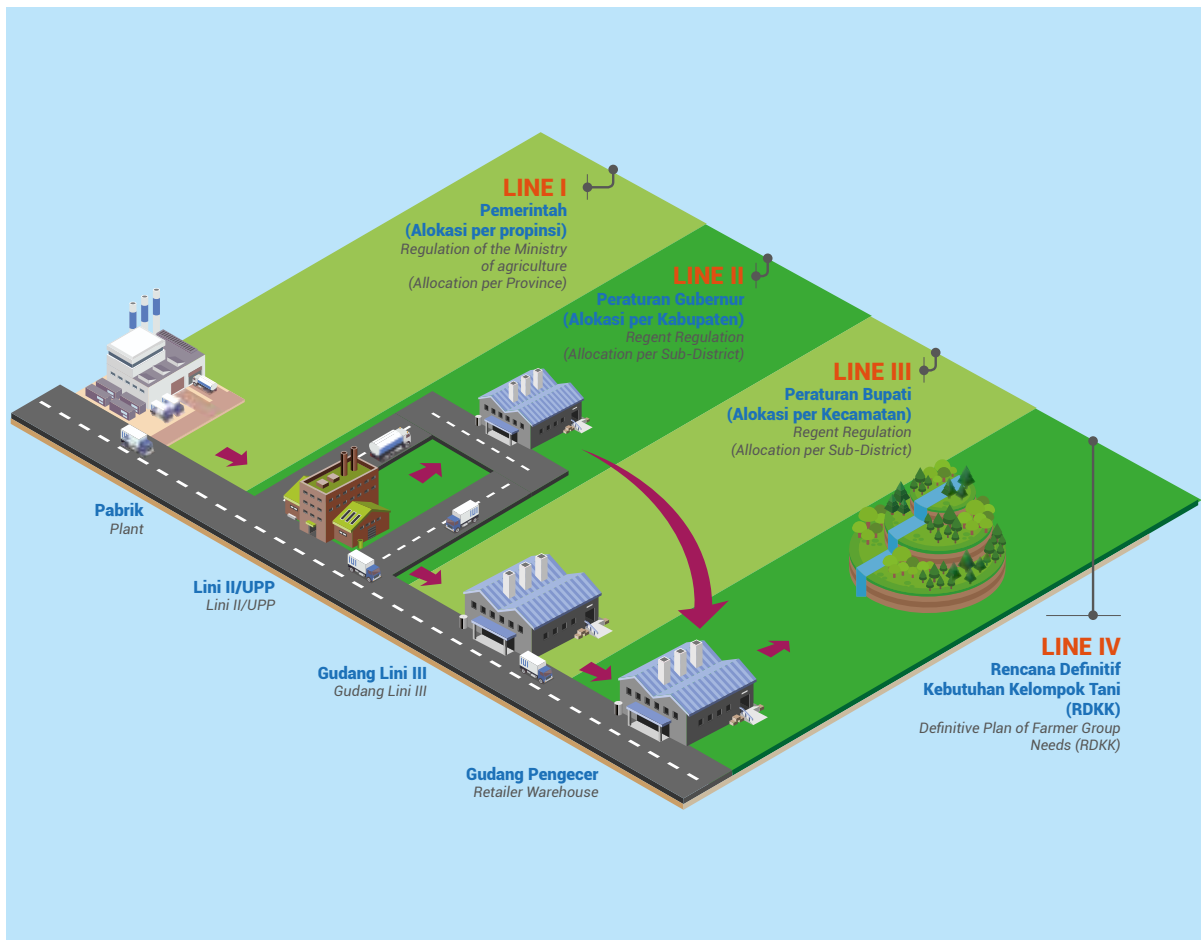 LINE I
Pemerintah
(Alokasi per propinsi)
Regulation of the Ministry
of agriculture
(Allocation per Province)
LINE II
Peraturan Gubernur
(Alokasi per Kabupaten)
Regent Regulation
(Allocation per Sub-District)
LINE III
Peraturan Bupati
(Alokasi per Kecamatan)
Regent Regulation
(Allocation per Sub-District)
Pabrik
Plant
Lini II/UPP
Lini II/UPP
Gudang Lini III
Gudang Lini III
Gudang Pengecer
Retailer Warehouse
LINE IV
Rencana Definitif
Kebutuhan Kelompok Tani
(RDKK)
Definitive Plan of Farmer Group
Needs (RDKK)